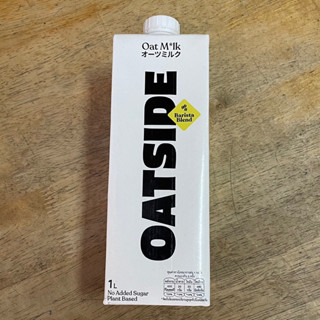 Oat M*lk
オーツミルク
OATSIDE
Barista
Blend
1L
No Added Sugar
Plant Based